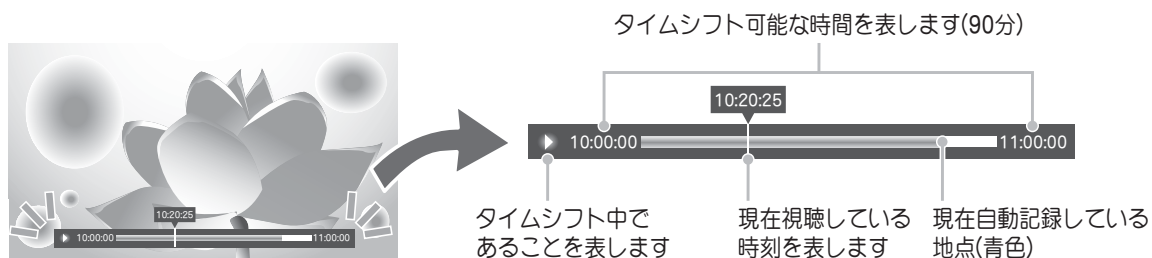 タイムシフト可能な時間を表します(90分)
10:20:25
10:00:00
11:00:00
タイムシフト中で
あることを表します
現在視聴している
時刻を表します
現在自動記録している
地点(青色)
10:20:25
10:00:00
11:00:00